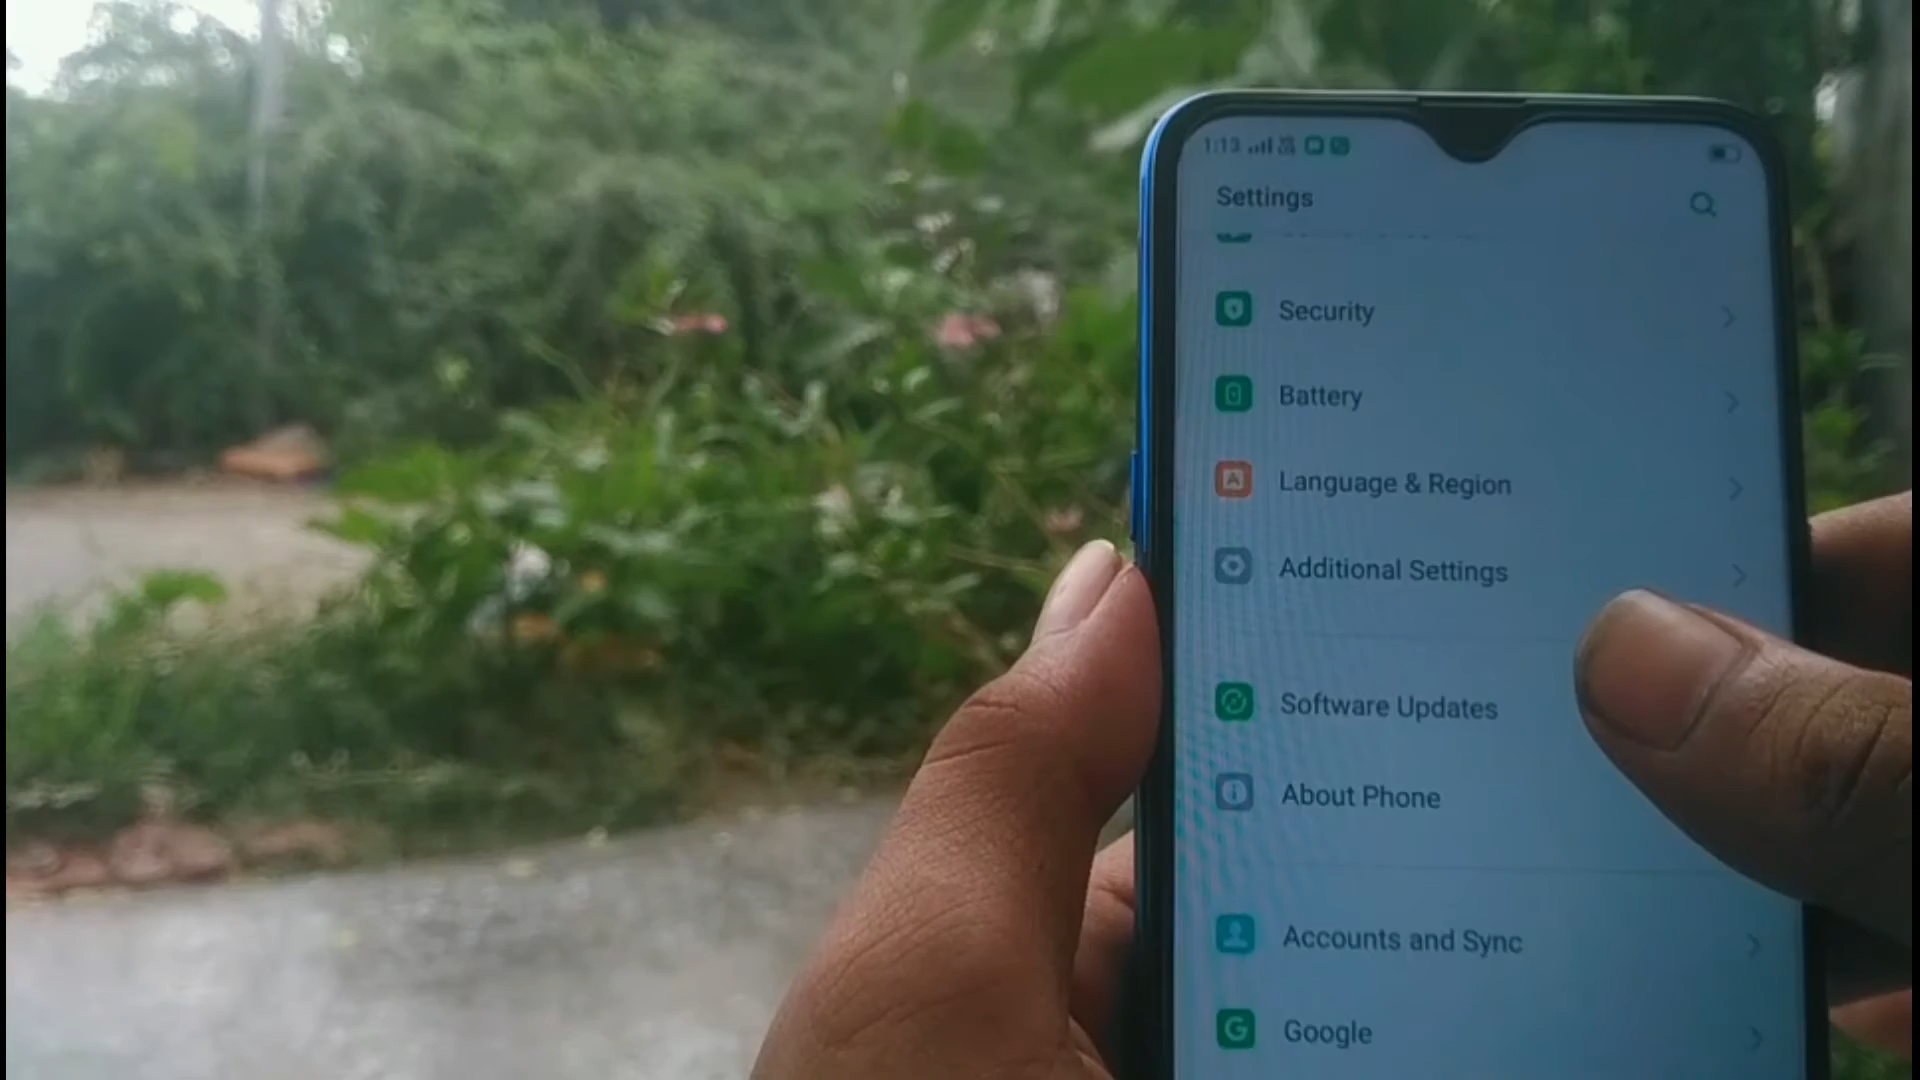 1:13
Settings
Security
Battery
Language & Region
Additional Settings
Software Updates
About Phone
Accounts and Sync
Google